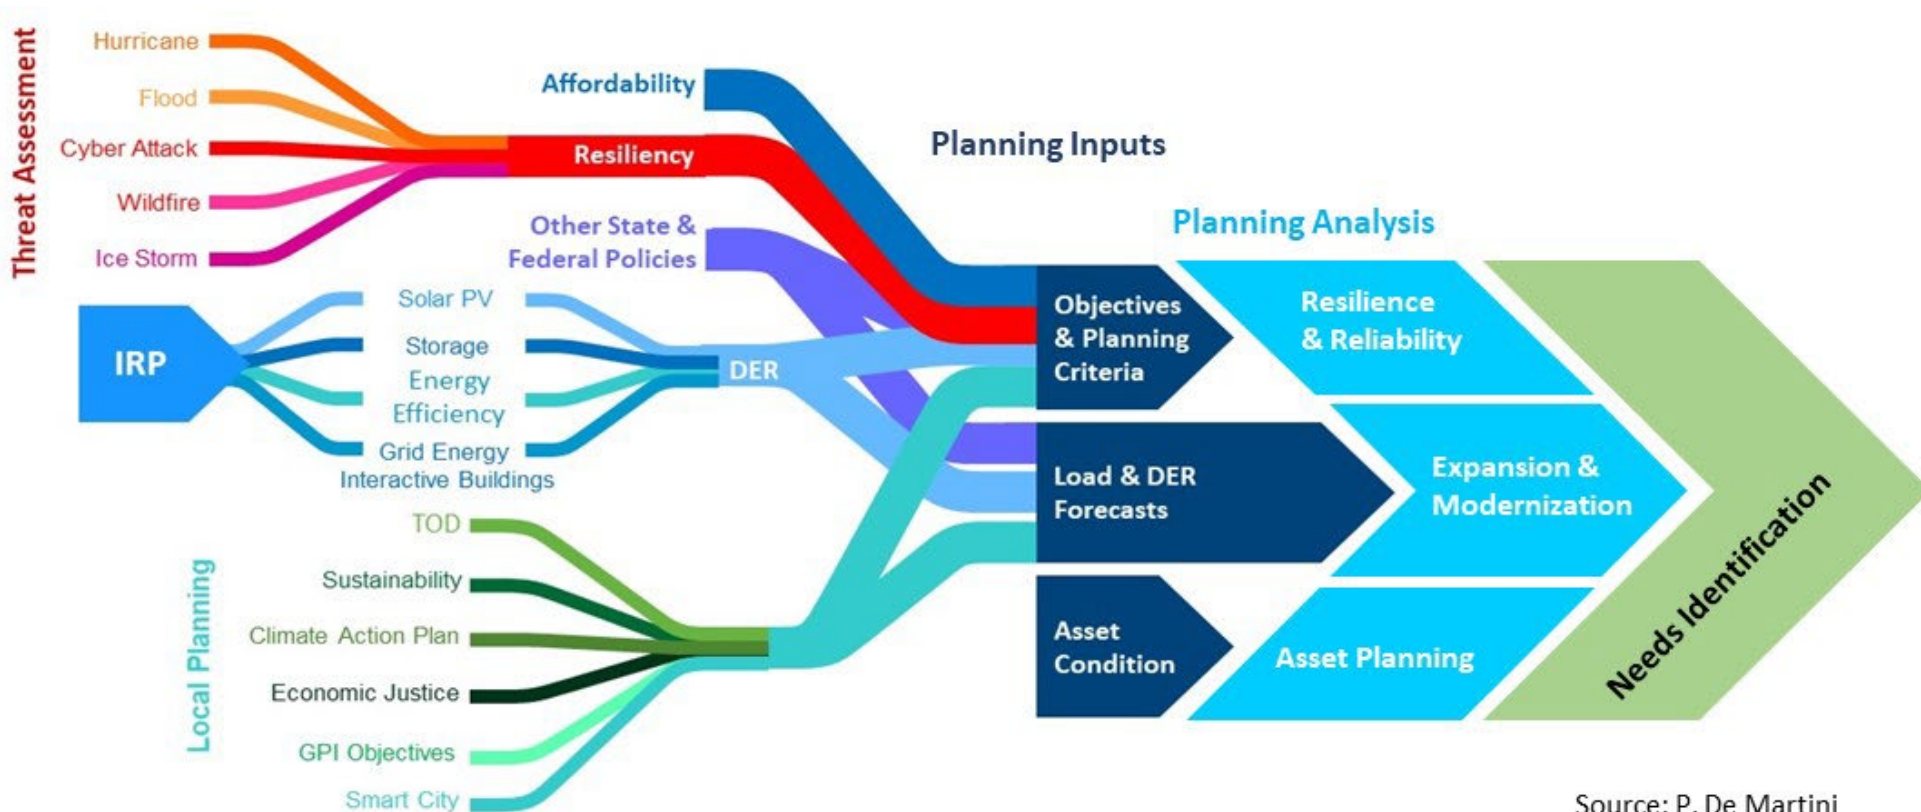 Threat Assessment
Hurricane
Flood
Cyber Attack
Wildfire
Ice Storm
Affordability
Resiliency
Other State &
Federal Policies
IRP
Solar PV
Storage
Energy
Efficiency
Grid Energy
Interactive Buildings
DER
Local Planning
TOD
Sustainability
Climate Action Plan
Economic Justice
GPI Objectives
Smart City
Planning Inputs
Objectives
& Planning
Criteria
Load & DER
Forecasts
Asset
Condition
Planning Analysis
Resilience
& Reliability
Expansion &
Modernization
Asset Planning
Needs Identification
Source: P. De Martini